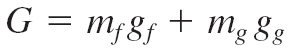 G = m_f g_f + m_g g_g